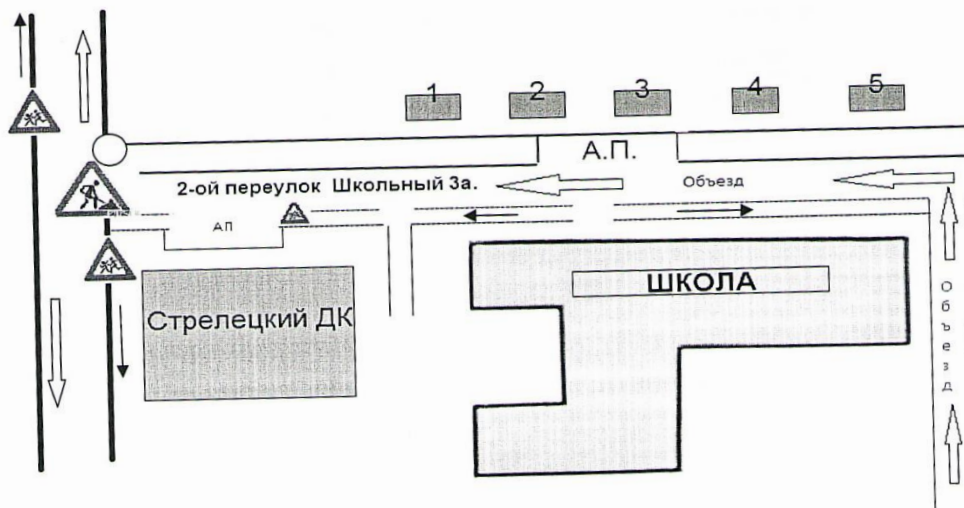 1 2 3 4 5
А.П.
2-ой переулок Школьный 3а.
Объезд
АП
ШКОЛА
Стрелецкий ДК
Объезд